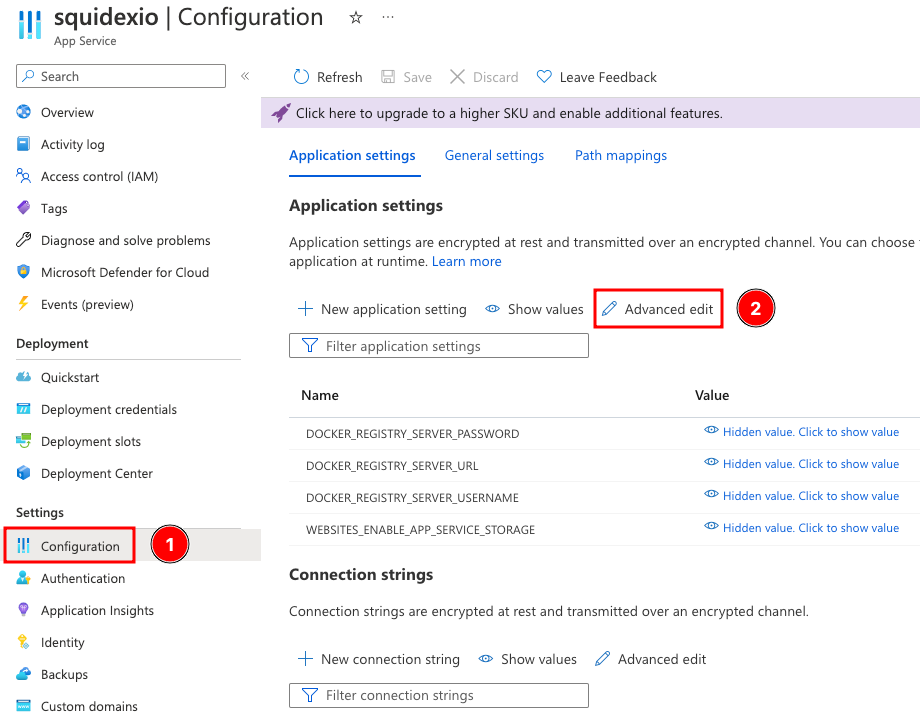 squidexio | Configuration
App Service
Search
Overview
Activity log
Access control (IAM)
Tags
Diagnose and solve problems
Microsoft Defender for Cloud
Events (preview)
Deployment
Quickstart
Deployment credentials
Deployment slots
Deployment Center
Settings
Configuration
1
Authentication
Application Insights
Identity
Backups
Custom domains
Refresh
Save
Discard
Leave Feedback
Click here to upgrade to a higher SKU and enable additional features.
Application settings
General settings
Path mappings
Application settings
Application settings are encrypted at rest and transmitted over an encrypted channel. You can choose
application at runtime. Learn more
New application setting
Show values
Advanced edit
2
Filter application settings
Name Value
DOCKER_REGISTRY_SERVER_PASSWORD Hidden value. Click to show value
DOCKER_REGISTRY_SERVER_URL Hidden value. Click to show value
DOCKER_REGISTRY_SERVER_USERNAME Hidden value. Click to show value
WEBSITES_ENABLE_APP_SERVICE_STORAGE Hidden value. Click to show value
Connection strings
Connection strings are encrypted at rest and transmitted over an encrypted channel.
New connection string
Show values
Advanced edit
Filter connection strings